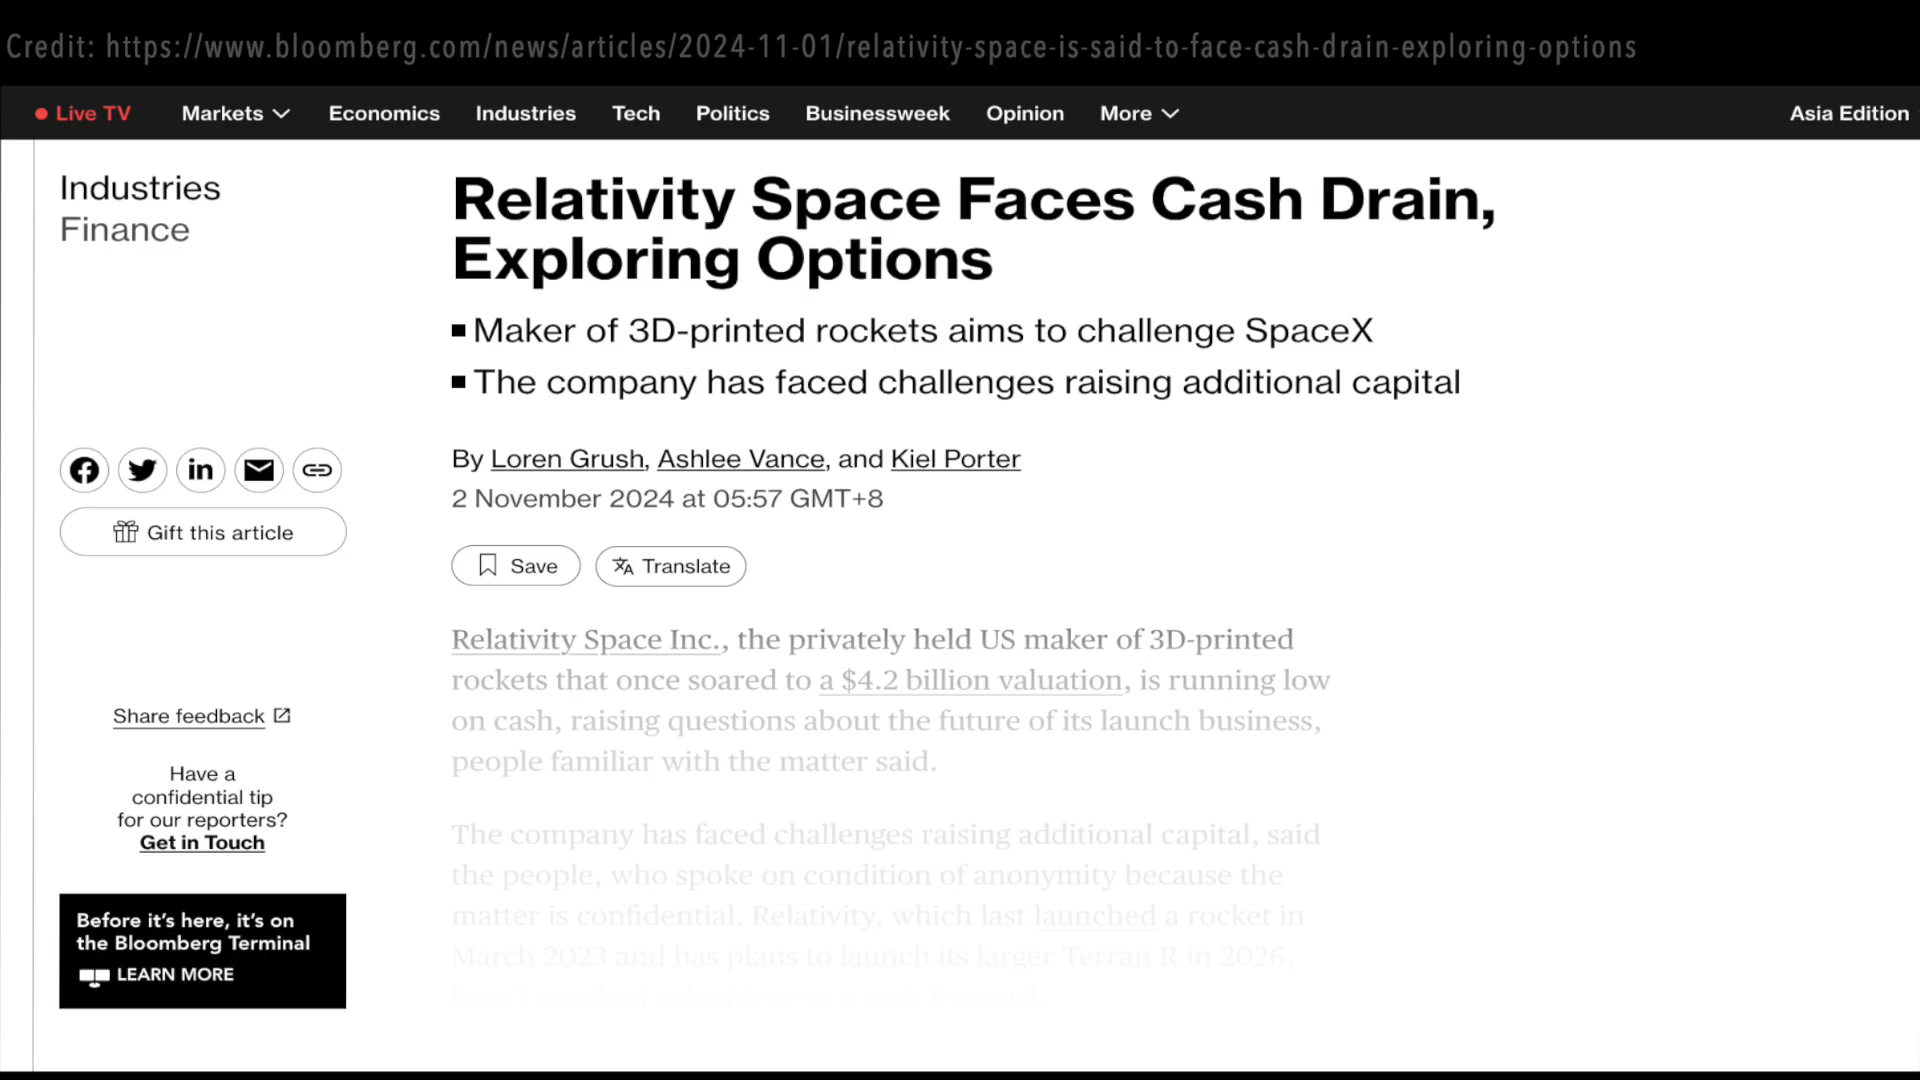 Credit: https://www.bloomberg.com/news/articles/2024-11-01/relativity-space-is-said-to-face-cash-drain-exploring-options
Live TV Markets Economics Industries Tech Politics Businessweek Opinion More Asia Edition
Industries
Finance
Relativity Space Faces Cash Drain,
Exploring Options
Maker of 3D-printed rockets aims to challenge SpaceX
The company has faced challenges raising additional capital
By Loren Grush, Ashlee Vance, and Kiel Porter
2 November 2024 at 05:57 GMT+8
Gift this article
Save Translate
Relativity Space Inc., the privately held US maker of 3D-printed
rockets that once soared to a $4.2 billion valuation, is running low
on cash, raising questions about the future of its launch business,
people familiar with the matter said.
The company has faced challenges raising additional capital, said
the people, who spoke on condition of anonymity because the
matter is confidential. Relativity, which last launched a rocket in
March 2023 and has plans to launch its larger Terran R in 2026,
Share feedback
Have a
confidential tip
for our reporters?
Get in Touch
Before it's here, it's on
the Bloomberg Terminal
LEARN MORE